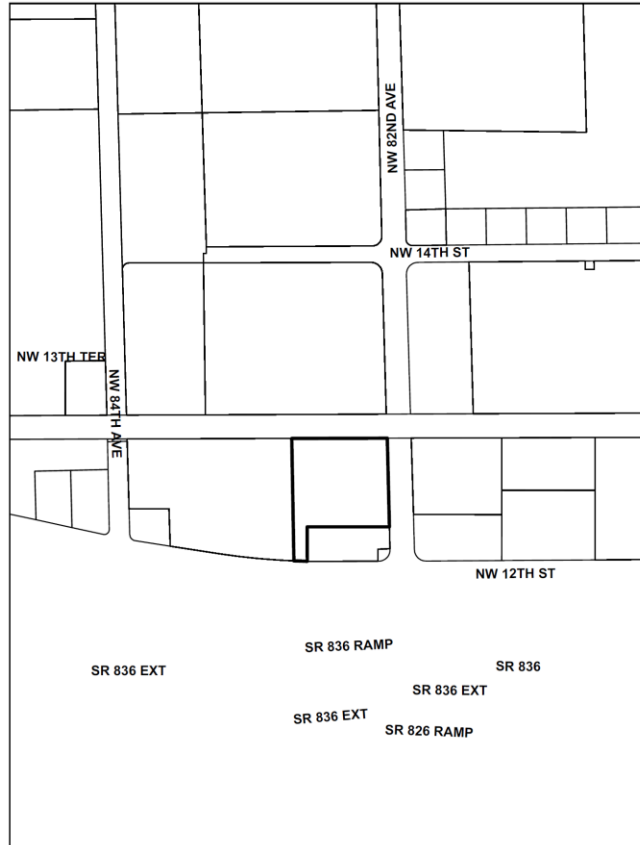 NW 82ND AVE
NW 14TH ST
NW 13TH TER
NW 84TH AVE
NW 12TH ST
SR 836 RAMP
SR 836 EXT
SR 836
SR 836 EXT
SR 836 EXT
SR 826 RAMP